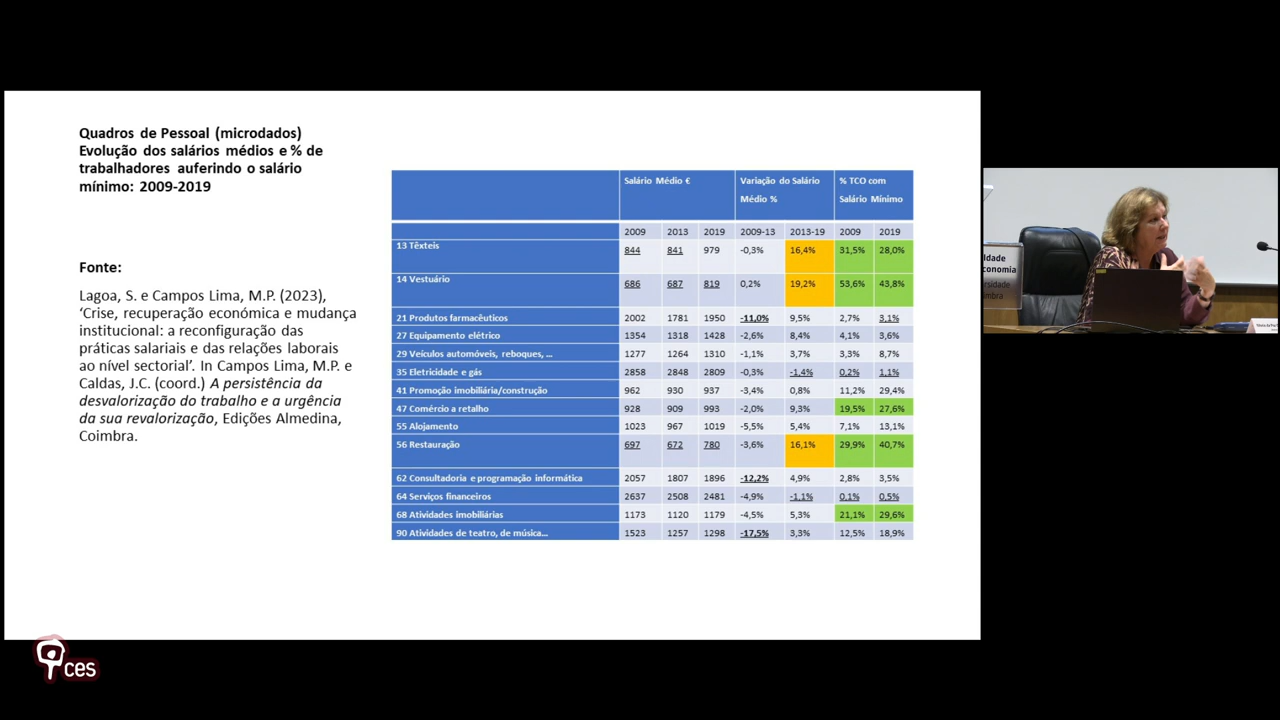 Quadros de Pessoal (microdados)
Evolução dos salários médios e % de
trabalhadores auferindo o salário
mínimo: 2009-2019
Fonte:
Lagoa, S. e Campos Lima, M.P. (2023),
‘Crise, recuperação económica e mudança
institucional: a reconfiguração das
práticas salariais e das relações laborais
ao nível sectorial’. In Campos Lima, M.P. e
Caldas, J.C. (coord.) A persistência da
desvalorização do trabalho e a urgência
da sua revalorização, Edições Almedina,
Coimbra.
Salário Médio € Variação do Salário % TCO com
Médio % Salário Mínimo
2009 2013 2019 2009-13 2013-19 2009 2019
13 Têxteis 844 841 979 -0,3% 16,4% 31,5% 28,0%
14 Vestuário 686 687 819 0,2% 19,2% 53,6% 43,8%
21 Produtos farmacêuticos 2002 1781 1950 -11,0% 9,5% 2,7% 3,1%
27 Equipamento elétrico 1354 1318 1428 -2,6% 8,4% 4,1% 3,6%
29 Veículos automóveis, reboques, ... 1277 1264 1310 -1,1% 3,7% 3,3% 8,7%
35 Eletricidade e gás 2858 2848 2809 -0,3% -1,4% 0,2% 1,1%
41 Promoção imobiliária/construção 962 930 937 -3,4% 0,8% 11,2% 29,4%
47 Comércio a retalho 928 909 993 -2,0% 9,3% 19,5% 27,6%
55 Alojamento 1023 967 1019 -5,5% 5,4% 7,1% 13,1%
56 Restauração 697 672 780 -3,6% 16,1% 29,9% 40,7%
62 Consultadoria e programação informática 2057 1807 1896 -12,2% 4,9% 2,8% 3,5%
64 Serviços financeiros 2637 2508 2481 -4,9% -1,1% 0,1% 0,5%
68 Atividades imobiliárias 1173 1120 1179 -4,5% 5,3% 21,1% 29,6%
90 Atividades de teatro, de música... 1523 1257 1298 -17,5% 3,3% 12,5% 18,9%
ldade
conomia
rsidade
imbra
ces